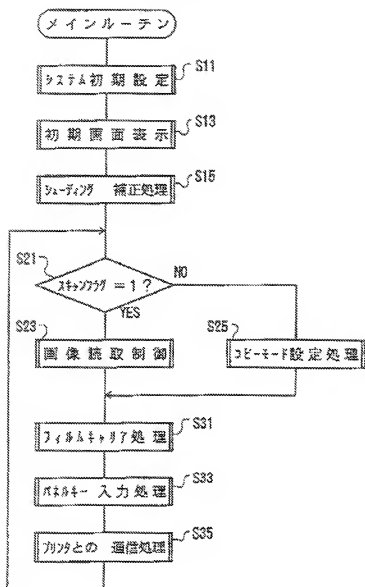 メインルーテン
システム初期設定
S11
初期画面表示
S13
シェーディング 補正処理
S15
S21
スキャンフラグ =1?
NO
YES
S23
画像読取制御
S25
コピーモード設定処理
フィルムキャリア処理
S31
パネルキー入力処理
S33
プリンタとの 通信処理
S35